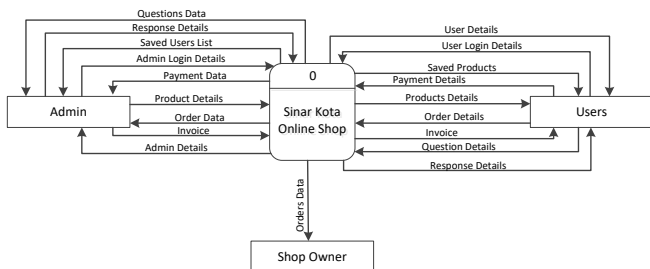 Questions Data
Response Details
Saved Users List
Admin Login Details
Payment Data
Admin
Product Details
Order Data
Invoice
Admin Details
0
Sinar Kota
Online Shop
User Details
User Login Details
Saved Products
Payment Details
Products Details
Users
Order Details
Invoice
Question Details
Response Details
Orders Data
Shop Owner